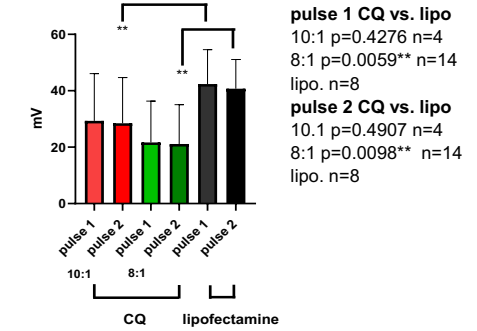 pulse 1 CQ vs. lipo
10:1 p=0.4276 n=4
8:1 p=0.0059** n=14
lipo. n=8
pulse 2 CQ vs. lipo
10.1 p=0.4907 n=4
8:1 p=0.0098** n=14
lipo. n=8
mV
60
40
20
0
**
**
pulse 1
pulse 2
pulse 1
pulse 2
pulse 1
pulse 2
10:1
8:1
CQ
lipofectamine